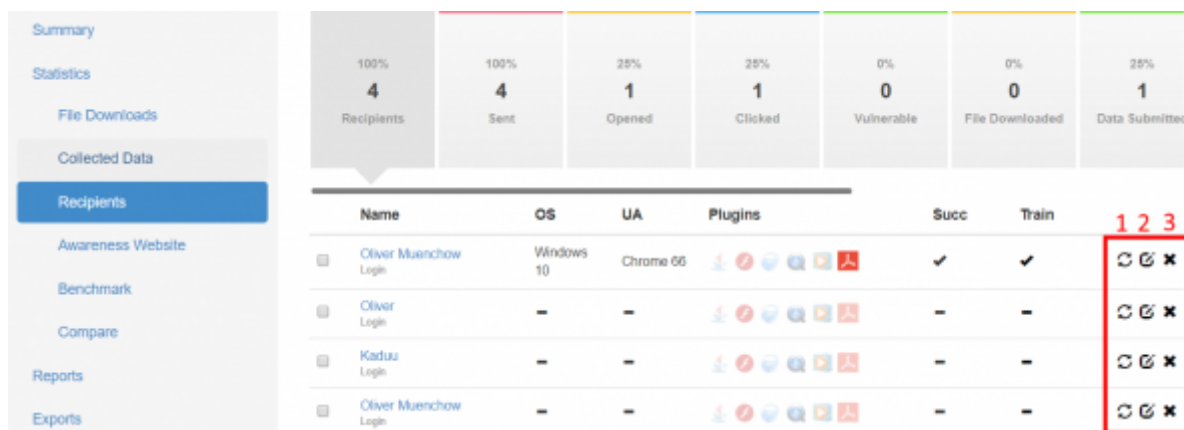 Summary
Statistics
File Downloads
Collected Data
Recipients
Awareness Website
Benchmark
Compare
Reports
Exports
100% 100% 25% 25% 0% 0% 25%
4 4 1 1 0 0 1
Recipients Sent Opened Clicked Vulnerable File Downloaded Data Submitted
Name OS UA Plugins Succ Train
1 2 3
Oliver Muenchow Windows 10 Chrome 66
Login
Oliver - -  - -
Login
Kaduu - - - -
Login
Oliver Muenchow - - - -
Login